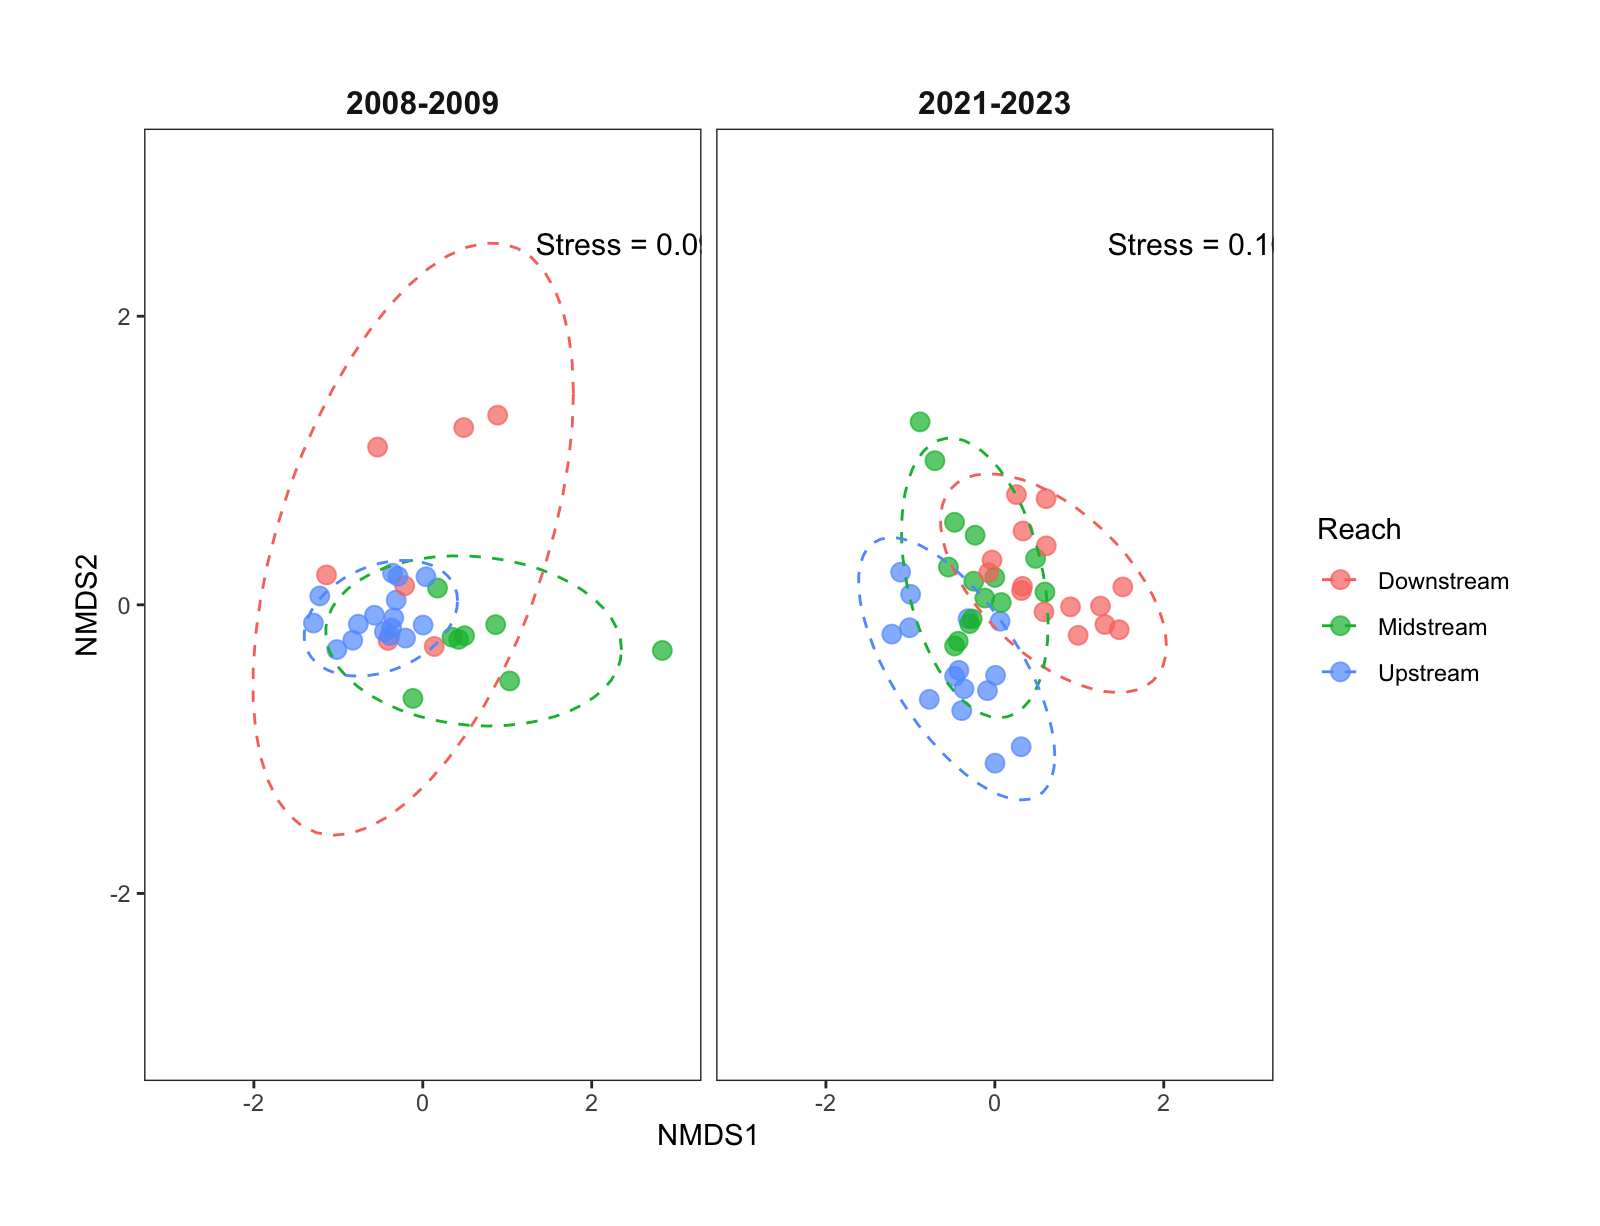 2008-2009 2021-2023
Stress = 0.0 Stress = 0.1
2
0
-2
NMDS2
-2 0 2 -2 0 2
NMDS1
Reach
Downstream
Midstream
Upstream